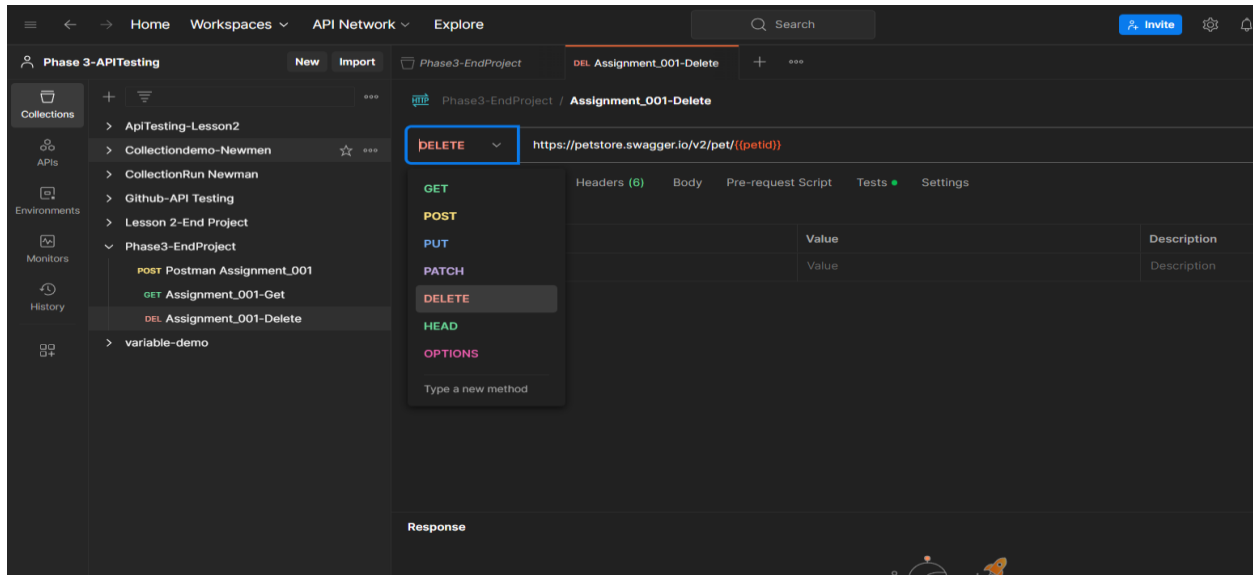 Home Workspaces API Network Explore Search Invite
Phase 3-APITesting New Import Phase3-EndProject DEL Assignment_001-Delete
Collections
APIs
Environments
Monitors
History
ApiTesting-Lesson2
Collectiondemo-Newmen
CollectionRun Newman
Github-API Testing
Lesson 2-End Project
Phase3-EndProject
POST Postman Assignment_001
GET Assignment_001-Get
DEL Assignment_001-Delete
variable-demo
HTTP Phase3-EndProject / Assignment_001-Delete
DELETE https://petstore.swagger.io/v2/pet/{{petid}}
Headers (6) Body Pre-request Script Tests Settings
GET
POST
PUT
PATCH
DELETE
HEAD
OPTIONS
Type a new method
Value Description
Value Description
Response